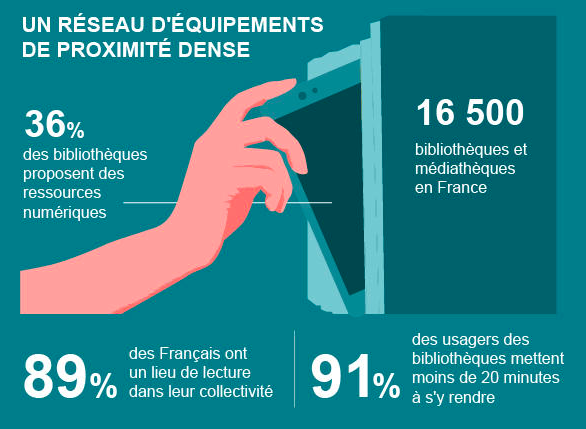 UN RÉSEAU D'ÉQUIPEMENTS
DE PROXIMITÉ DENSE
36%
des bibliothèques
proposent des
ressources
numériques
16 500
bibliothèques et
médiathèques
en France
89%
des Français ont
un lieu de lecture
dans leur collectivité
91%
des usagers des
bibliothèques mettent
moins de 20 minutes
à s'y rendre